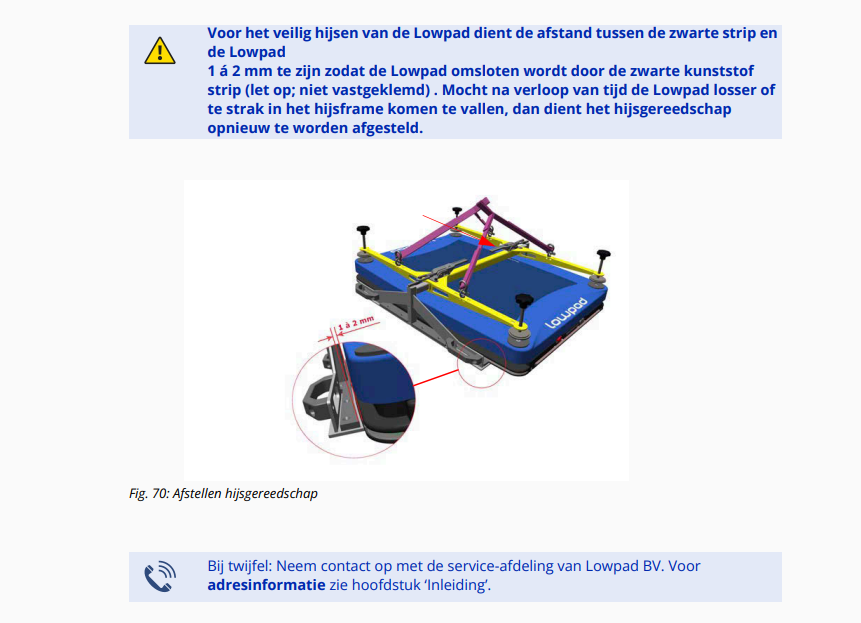 Voor het veilig hijsen van de Lowpad dient de afstand tussen de zwarte strip en
de Lowpad
1 á 2 mm te zijn zodat de Lowpad omsloten wordt door de zwarte kunststof
strip (let op; niet vastgeklemd) . Mocht na verloop van tijd de Lowpad losser of
te strak in het hijsframe komen te vallen, dan dient het hijsgereedschap
opnieuw te worden afgesteld.
lowpad
1 à 2 mm
Fig. 70: Afstellen hijsgereedschap
Bij twijfel: Neem contact op met de service-afdeling van Lowpad BV. Voor
adresinformatie zie hoofdstuk ‘Inleiding’.